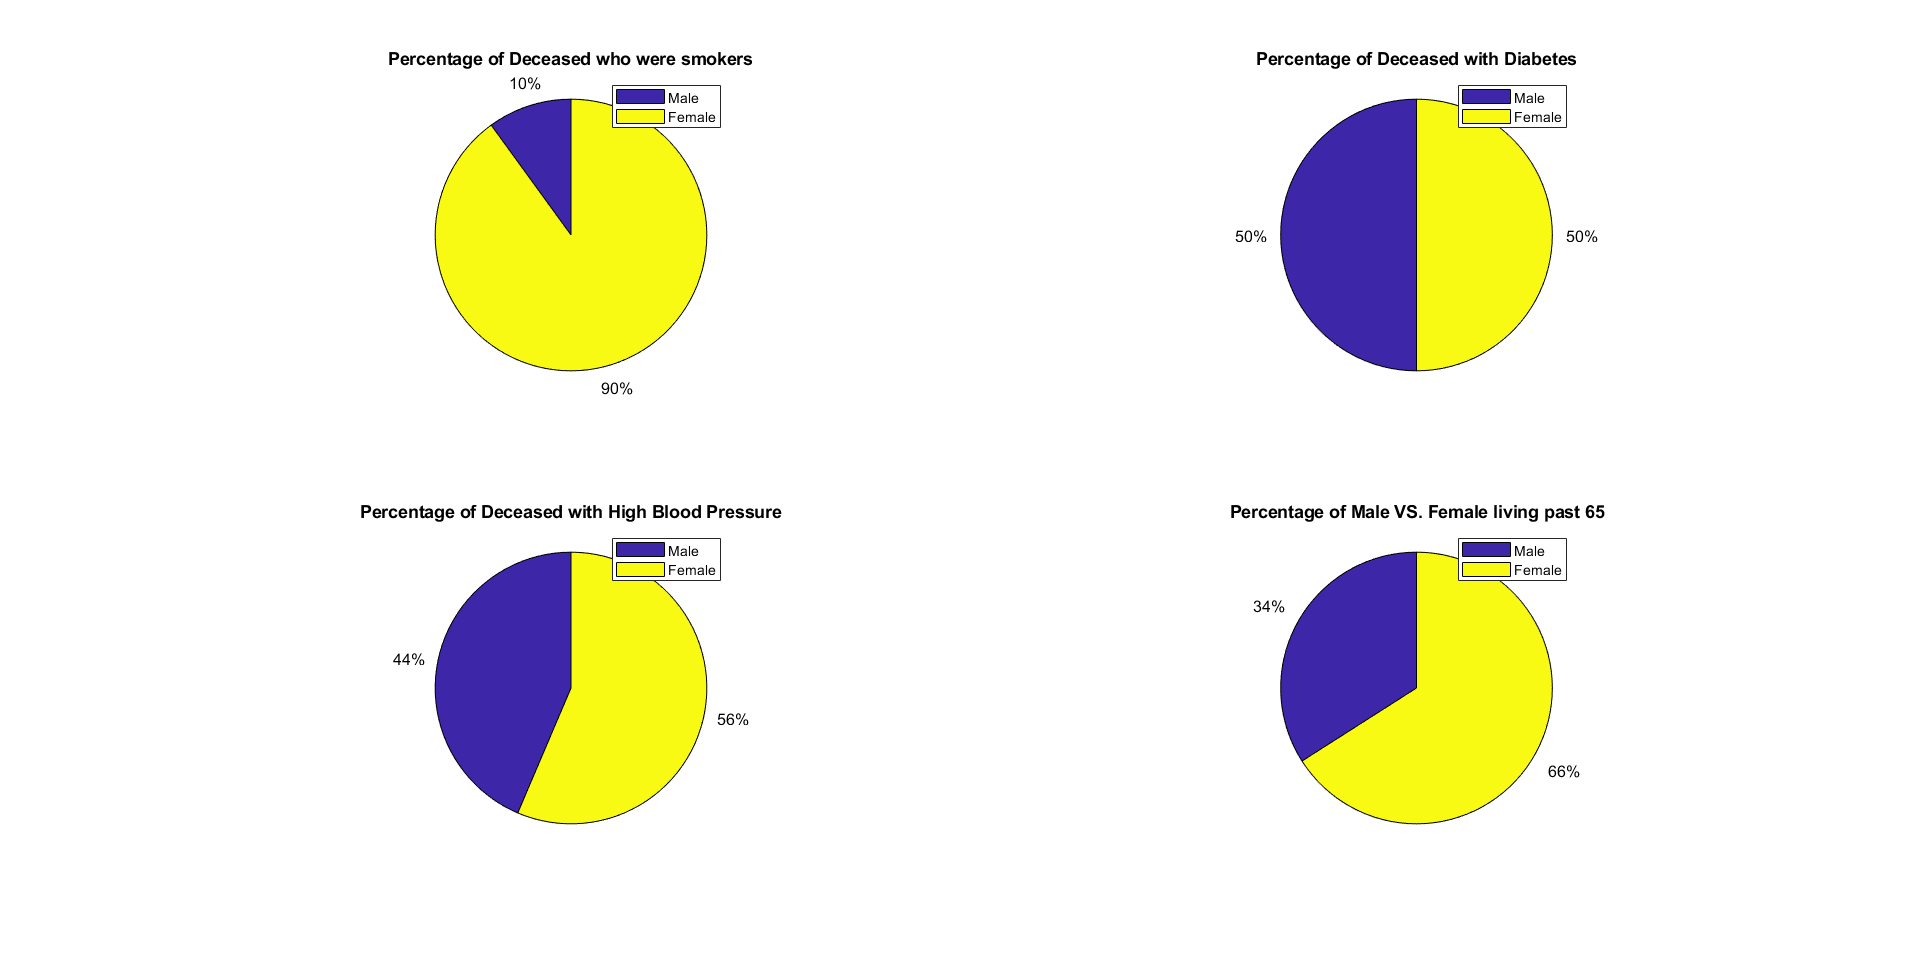 Percentage of Deceased who were smokers
10%
Male
Female
90%
Percentage of Deceased with Diabetes
Male
Female
50%
50%
Percentage of Deceased with High Blood Pressure
Male
Female
44%
56%
Percentage of Male VS. Female living past 65
Male
Female
34%
66%